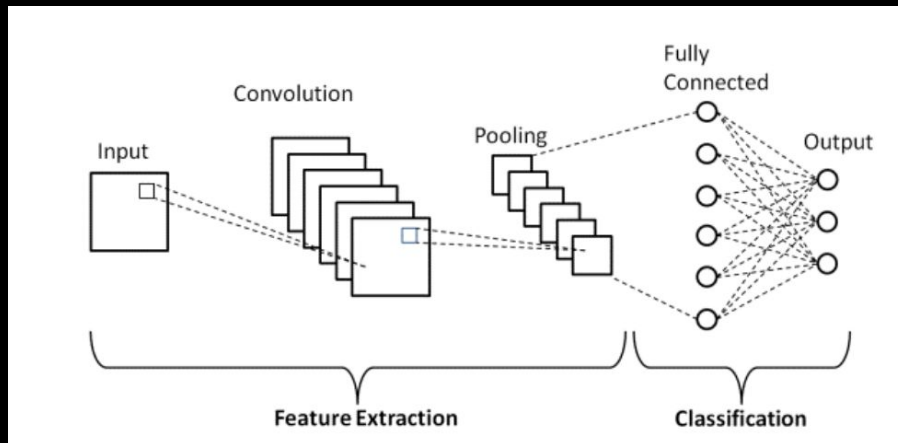 Fully
Connected
Convolution
Pooling
Output
Input
Feature Extraction
Classification